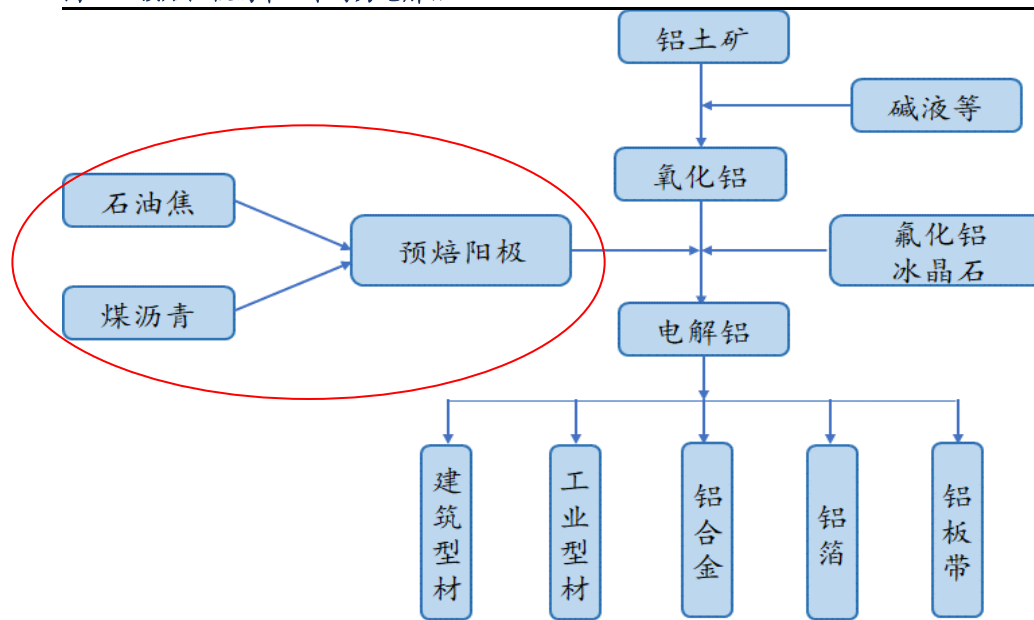 铝土矿
碱液等
氧化铝
石油焦
预焙阳极
氟化铝
冰晶石
煤沥青
电解铝
建筑型材
工业型材
铝合金
铝箔
铝板带